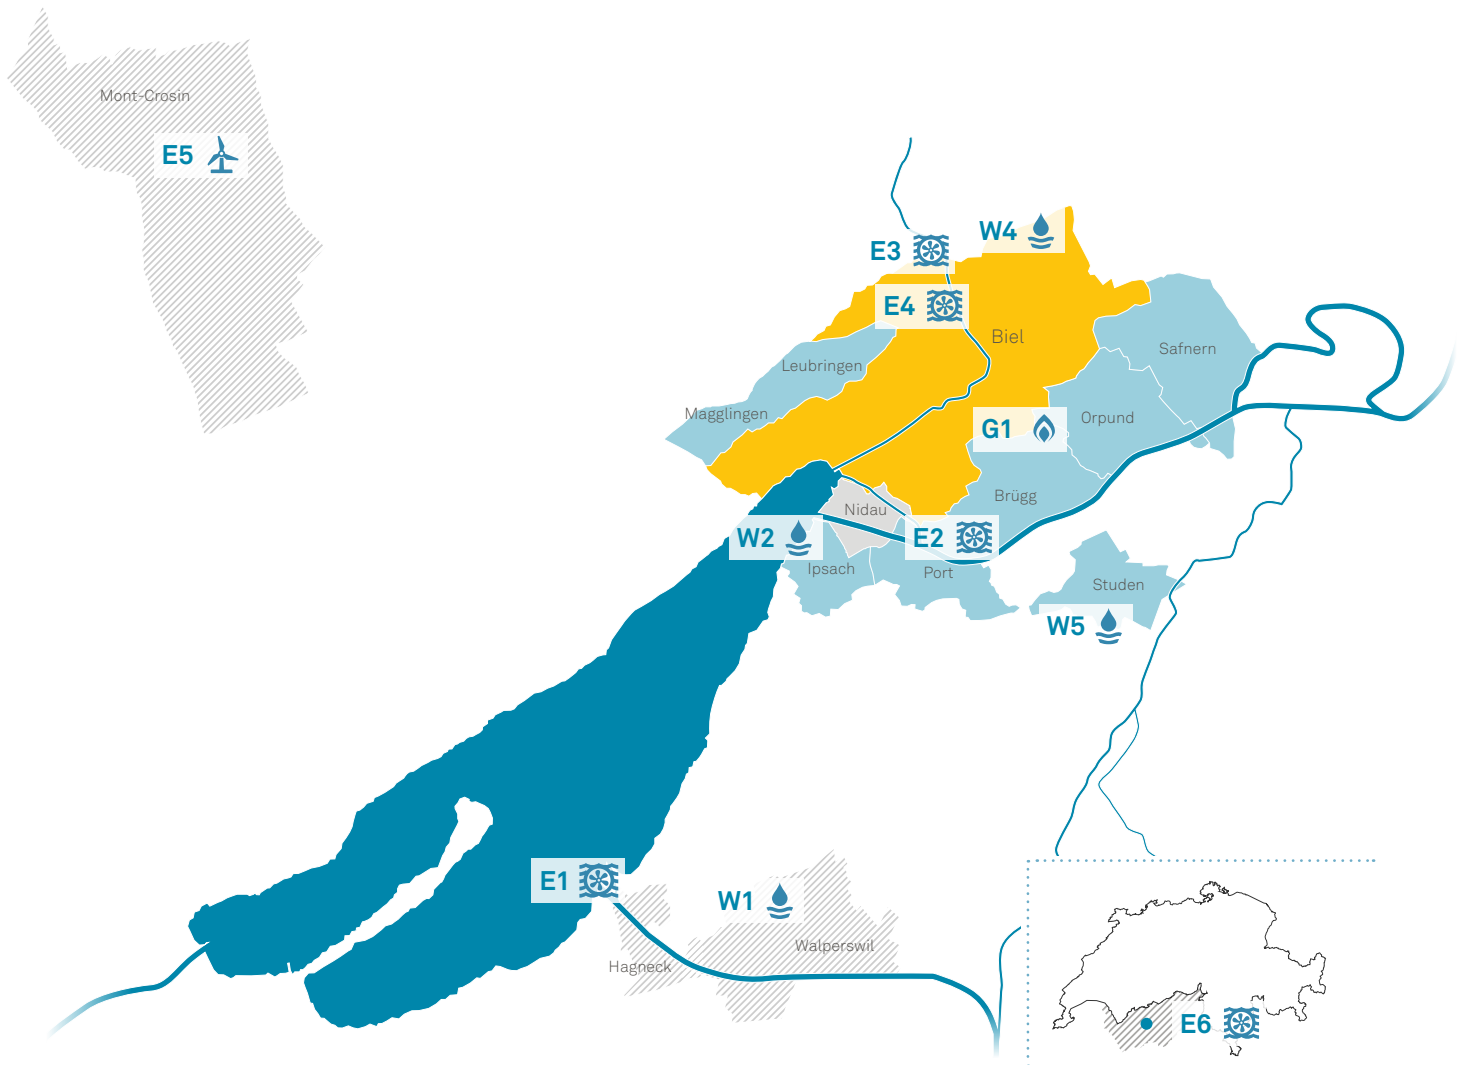 Mont-Crosin
E5
W4
E3
E4
Biel
Safnern
Leubringen
Magglingen
Orpund
G1
Brügg
Nidau
W2
E2
Ipsach
Port
Studen
W5
E1
W1
Walperswil
Hagneck
E6